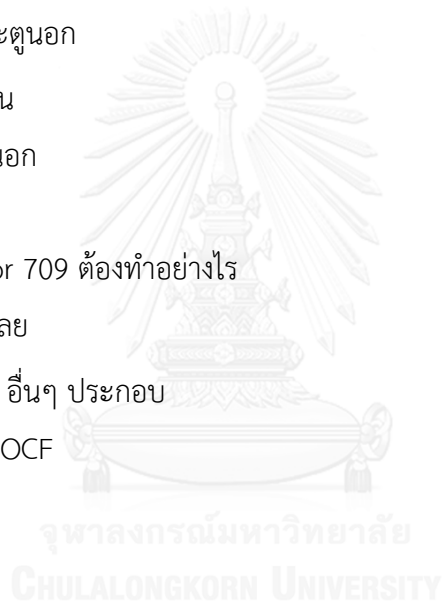 ะตูนอก
น
นอก
or 709 ต้องทำอย่างไร
ลย
อื่นๆ ประกอบ
OCF
จุฬาลงกรณ์มหาวิทยาลัย
CHULALONGKORN UNIVERSITY